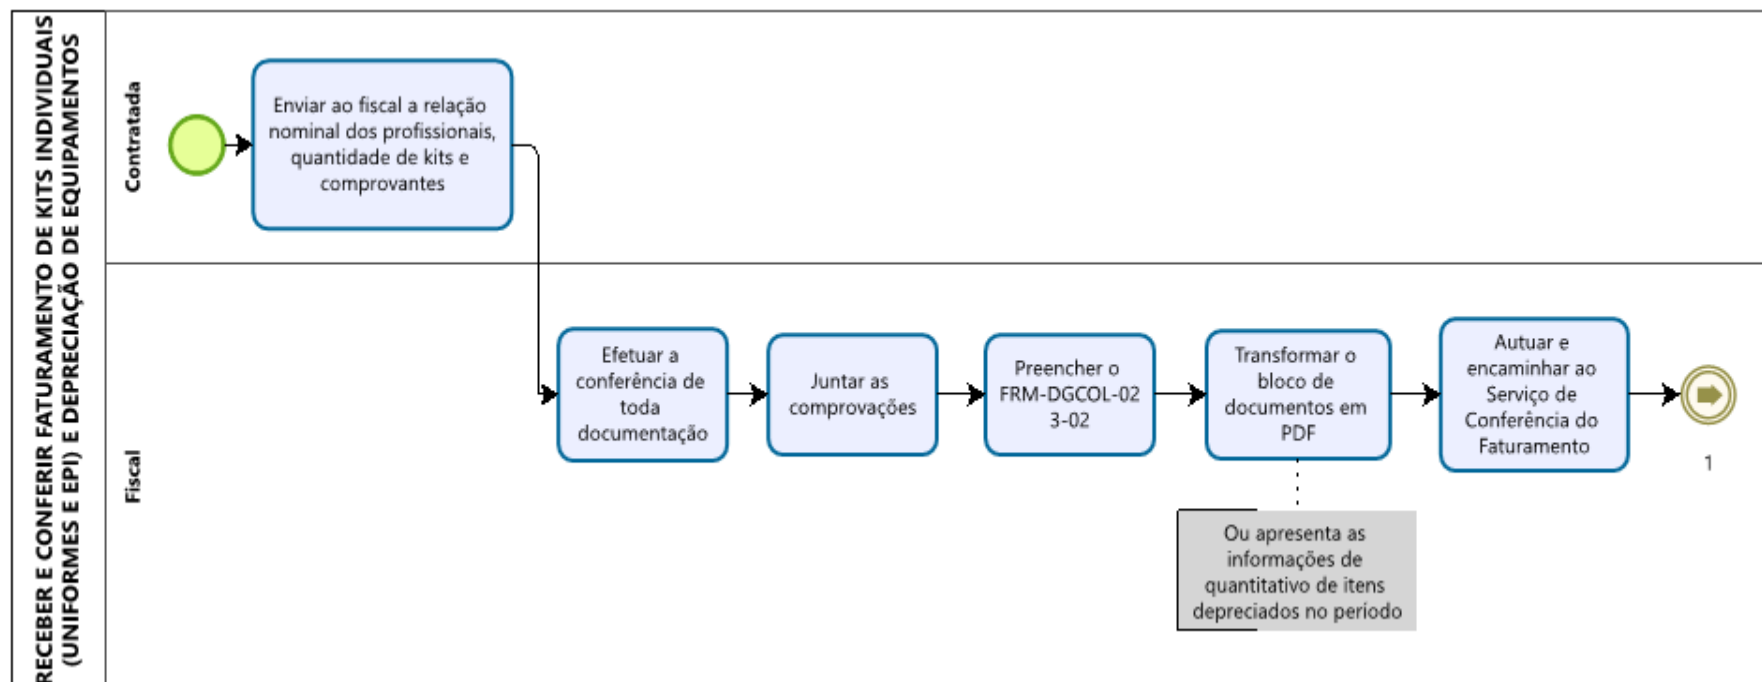 RECEBER E CONFERIR FATURAMENTO DE KITS INDIVIDUAIS
(UNIFORMES E EPI) E DEPRECIAÇÃO DE EQUIPAMENTOS
Contratada
Enviar ao fiscal a relação
nominal dos profissionais,
quantidade de kits e
comprovantes
Fiscal
Efetuar a
conferência de
toda
documentação
Juntar as
comprovações
Preencher o
FRM-DGCOL-02
3-02
Transformar o
bloco de
documentos em
PDF
Autuar e
encaminhar ao
Serviço de
Conferência do
Faturamento
1
Ou apresenta as
informações de
quantitativo de itens
depreciados no período